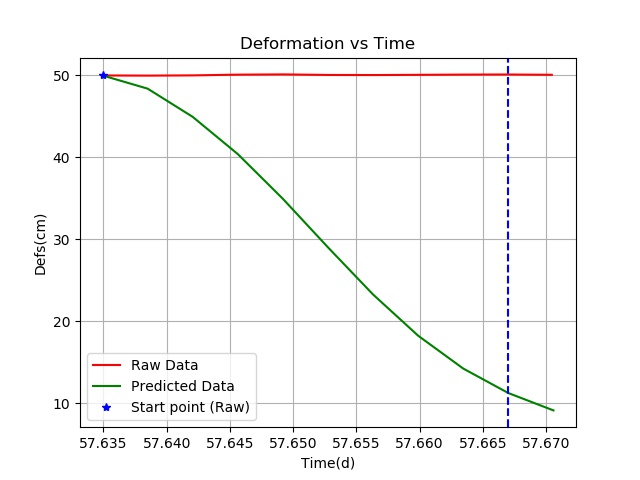 Deformation vs Time
Defs(cm)
50
40
30
20
10
Raw Data
Predicted Data
Start point (Raw)
57.635 57.640 57.645 57.650 57.655 57.660 57.665 57.670
Time(d)